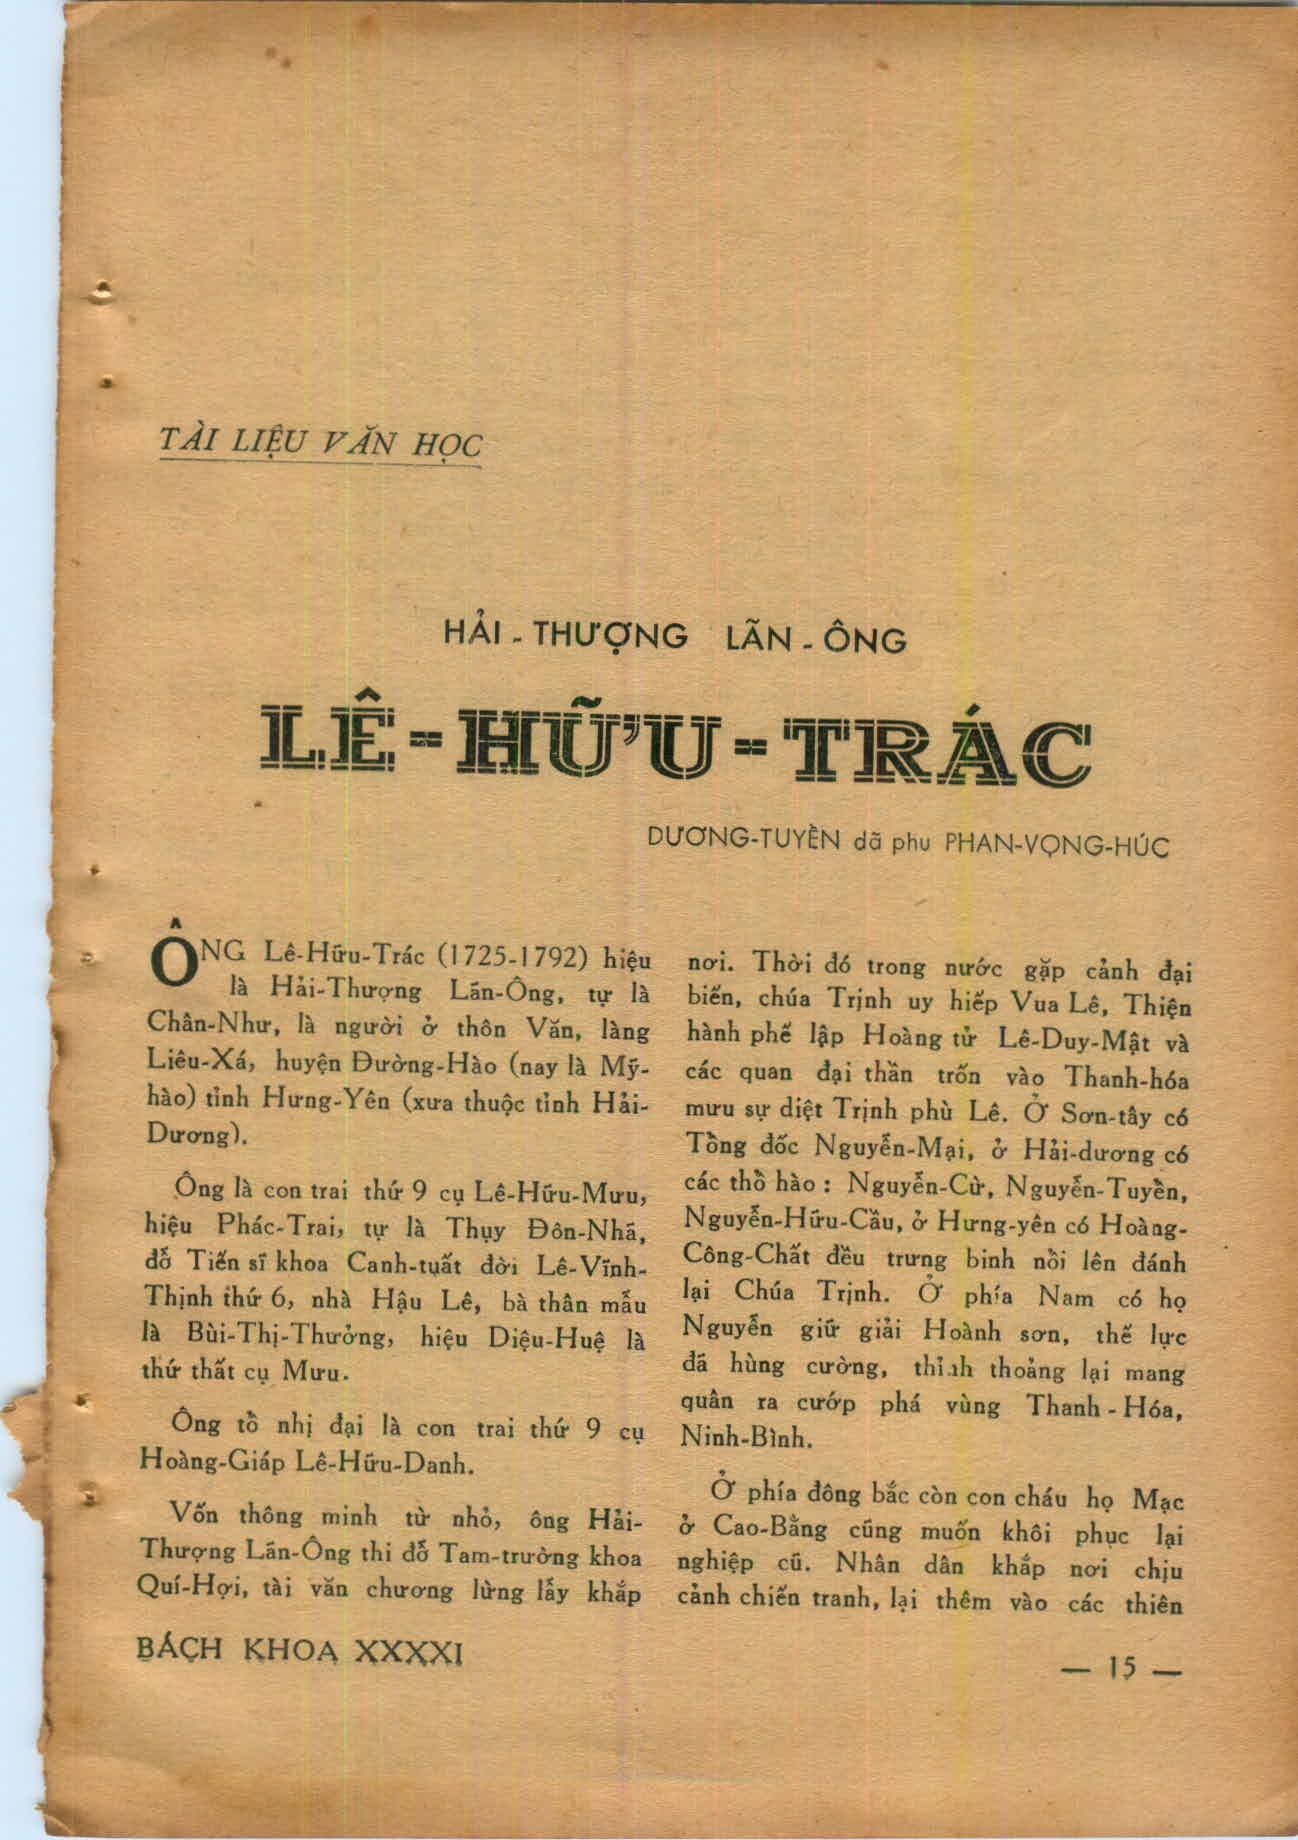 TÀI LIỆU VĂN HỌC
HẢI - THƯỢNG LÃN - ÔNG
LÊ-HỮU-TRÁC
DƯƠNG-TUYỀN dã phu PHAN-VỌNG-HÚC
ÔNG Lê-Hữu-Trác (1725-1792) hiệu
là Hải-Thượng Lãn-Ông, tự là
Chân-Như, là người ở thôn Văn, làng
Liêu-Xá, huyện Đường-Hào (nay là Mỹ-
hào) tỉnh Hưng-Yên (xưa thuộc tỉnh Hải-
Dương).
Ông là con trai thứ 9 cụ Lê-Hữu-Mưu,
hiệu Phác-Trai, tự là Thụy Đôn-Nhã,
đỗ Tiến sĩ khoa Canh-tuất đời Lê-Vĩnh-
Thịnh thứ 6, nhà Hậu Lê, bà thân mẫu
là Bùi-Thị-Thưởng, hiệu Diệu-Huệ là
thứ thất cụ Mưu.
Ông tổ nhị đại là con trai thứ 9 cụ
Hoàng-Giáp Lê-Hữu-Danh.
Vốn thông minh từ nhỏ, ông Hải-
Thượng Lãn-Ông thi đỗ Tam-trường khoa
Quí-Hợi, tài văn chương lừng lẫy khắp
nơi. Thời đó trong nước gặp cảnh đại
biến, chúa Trịnh uy hiếp Vua Lê, Thiện
hành phế lập Hoàng tử Lê-Duy-Mật và
các quan đại thần trốn vào Thanh-hóa
mưu sự diệt Trịnh phù Lê. Ở Sơn-tây có
Tổng đốc Nguyễn-Mại, ở Hải-dương có
các thổ hào : Nguyễn-Cừ, Nguyễn-Tuyển,
Nguyễn-Hữu-Cầu, ở Hưng-yên có Hoàng-
Công-Chất đều trưng binh nổi lên đánh
lại Chúa Trịnh. Ở phía Nam có họ
Nguyễn giữ giải Hoành sơn, thế lực
đã hùng cường, thỉnh thoảng lại mang
quân ra cướp phá vùng Thanh - Hóa,
Ninh-Bình.
Ở phía đông bắc còn con cháu họ Mạc
ở Cao-Bằng cũng muốn khôi phục lại
nghiệp cũ. Nhân dân khắp nơi chịu
cảnh chiến tranh, lại thêm vào các thiên
BÁCH KHOA XXXXI
— 15 —